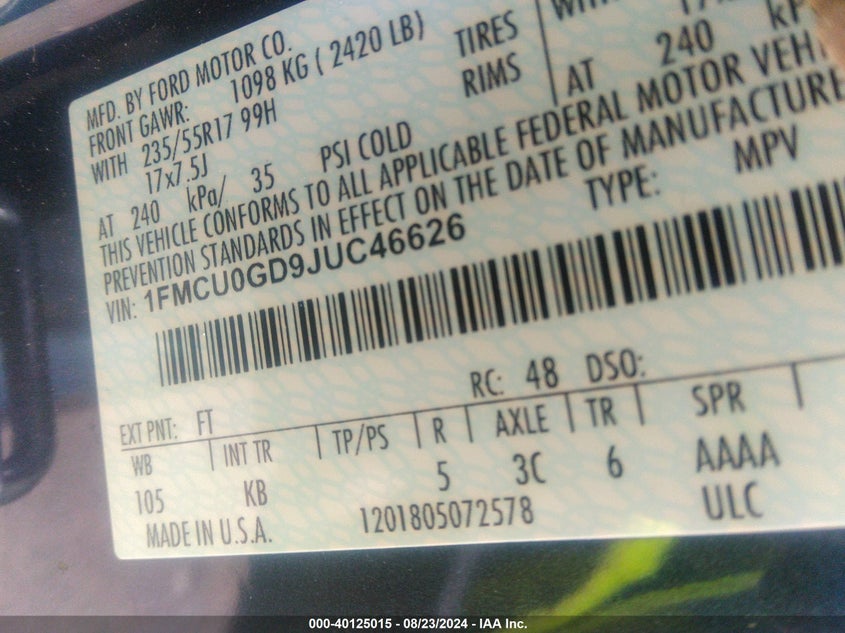 MFD. BY FORD MOTOR CO.
FRONT GAWR: 1098 KG ( 2420 LB)
WITH 235/55R17 99H TIRES
17x7.5J RIMS
AT 240 kPa/ 35 PSI COLD AT 240 kP
THIS VEHICLE CONFORMS TO ALL APPLICABLE FEDERAL MOTOR VEHI
PREVENTION STANDARDS IN EFFECT ON THE DATE OF MANUFACTURE
VIN: 1FMCU0GD9JUC46626 TYPE: MPV
RC: 48 DSO:
EXT PNT: FT
WB INT TR TP/PS R AXLE TR SPR
105 KB 5 3C 6 AAAA
MADE IN U.S.A. 1201805072578 ULC
000-40125015 - 08/23/2024 - IAA Inc.